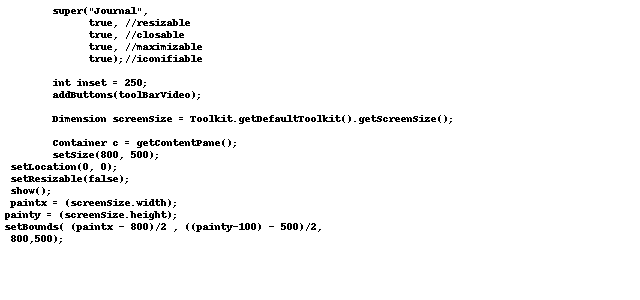 super("Journal",
true, //resizable
true, //closable
true, //maximizable
true);//iconifiable
int inset = 250;
addButtons(toolBarVideo);
Dimension screenSize = Toolkit.getDefaultToolkit().getScreenSize();
Container c = getContentPane();
setSize(800, 500);
setLocation(0, 0);
setResizable(false);
show();
paintx = (screenSize.width);
painty = (screenSize.height);
setBounds( (paintx - 800)/2 , ((painty-100) - 500)/2,
800,500);